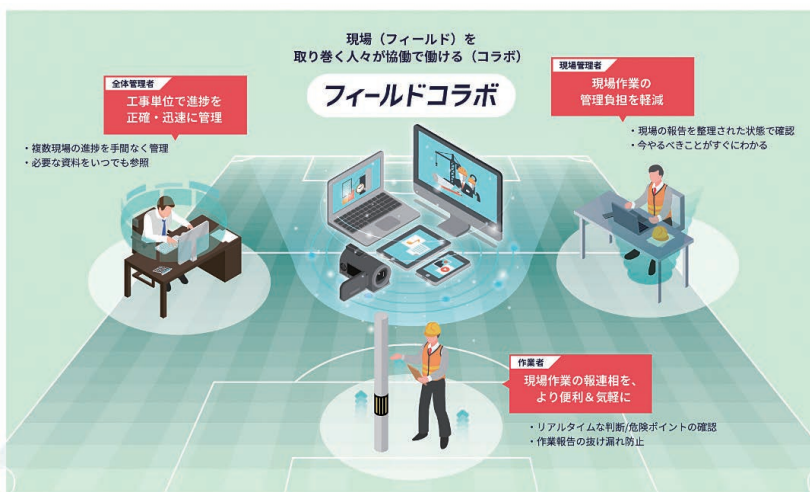 現場（フィールド）を
取り巻く人々が協働で働ける（コラボ）
フィールドコラボ
全体管理者
工事単位で進捗を
正確・迅速に管理
・複数現場の進捗を手間なく管理
・必要な資料をいつでも参照
現場管理者
現場作業の
管理負担を軽減
・現場の報告を整理された状態で確認
・今やるべきことがすぐにわかる
作業者
現場作業の報連相を、
より便利＆気軽に
・リアルタイムな判断/危険ポイントの確認
・作業報告の抜け漏れ防止